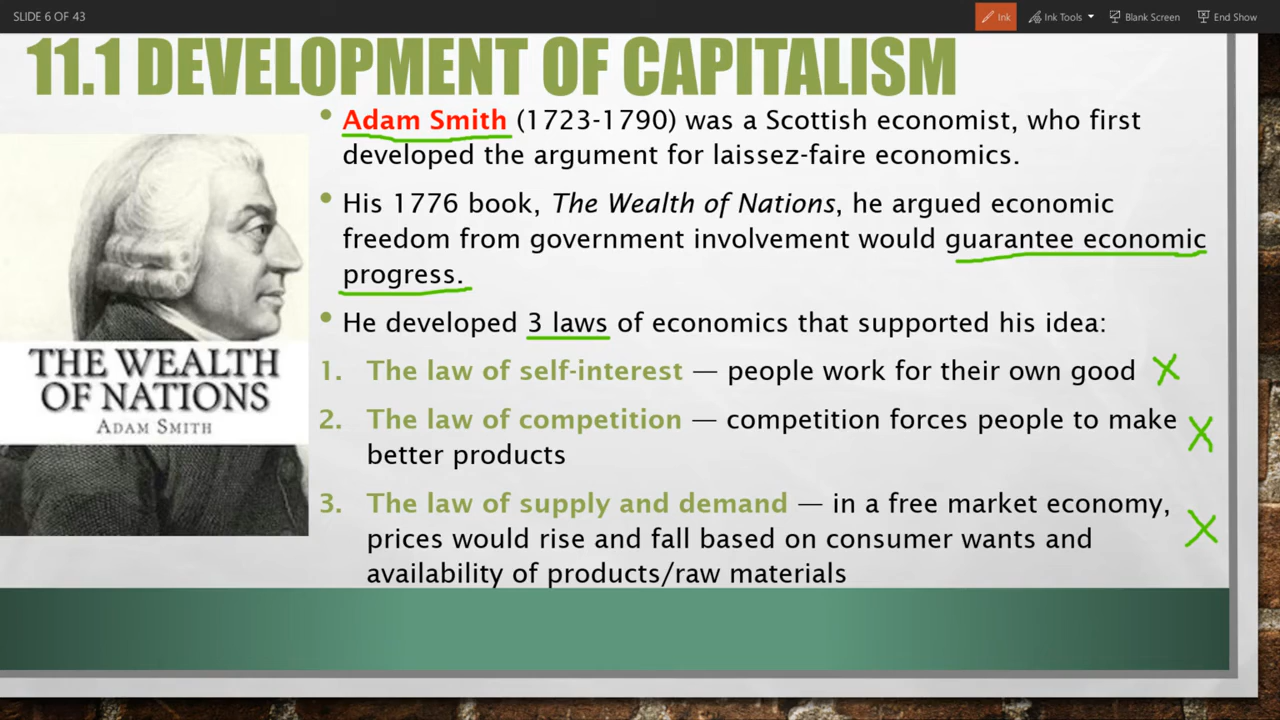 SLIDE 6 OF 43
Ink
Ink Tools
Blank Screen
End Show
11.1 DEVELOPMENT OF CAPITALISM
• Adam Smith (1723-1790) was a Scottish economist, who first
developed the argument for laissez-faire economics.
• His 1776 book, The Wealth of Nations, he argued economic
freedom from government involvement would guarantee economic
progress.
• He developed 3 laws of economics that supported his idea:
1. The law of self-interest — people work for their own good
2. The law of competition — competition forces people to make
better products
3. The law of supply and demand — in a free market economy,
prices would rise and fall based on consumer wants and
availability of products/raw materials
THE WEALTH
OF NATIONS
ADAM SMITH